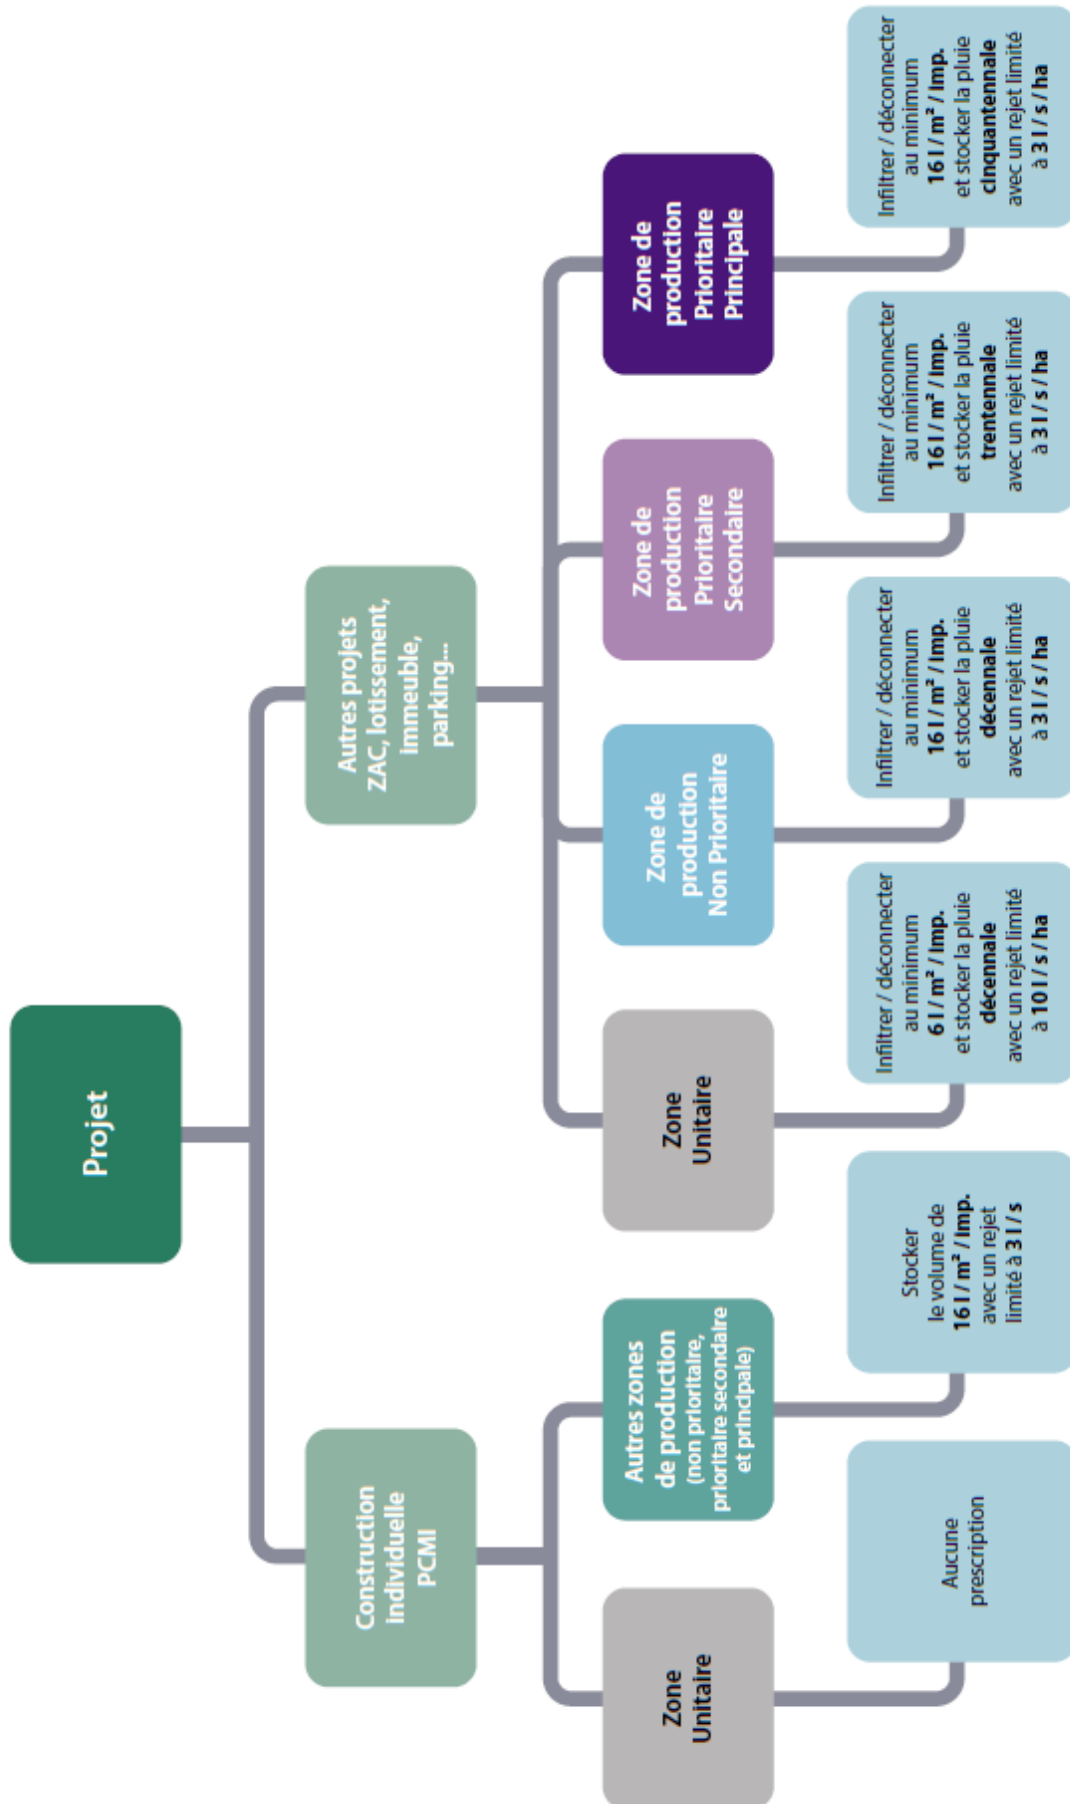 Projet
Construction
individuelle
PCMI
Autres projets
ZAC, lotissement,
immeuble,
parking...
Zone
Unitaire
Autres zones
de production
(non prioritaire,
prioritaire secondaire
et principale)
Zone
Unitaire
Zone de
production
Non Prioritaire
Zone de
production
Prioritaire
Secondaire
Zone de
production
Prioritaire
Principale
Aucune
prescription
Stocker
le volume de
16 l / m² / Imp.
avec un rejet
limité à 3 l / s
Infiltrer / déconnecter
au minimum
6 l / m² / Imp.
et stocker la pluie
décennale
avec un rejet limité
à 10 l / s / ha
Infiltrer / déconnecter
au minimum
16 l / m² / Imp.
et stocker la pluie
décennale
avec un rejet limité
à 3 l / s / ha
Infiltrer / déconnecter
au minimum
16 l / m² / Imp.
et stocker la pluie
trentennale
avec un rejet limité
à 3 l / s / ha
Infiltrer / déconnecter
au minimum
16 l / m² / Imp.
et stocker la pluie
cinquantennale
avec un rejet limité
à 3 l / s / ha